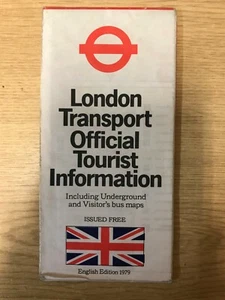 London
Transport
Official
Tourist
Information
Including Underground
and Visitor's bus maps
ISSUED FREE
English Edition 1979